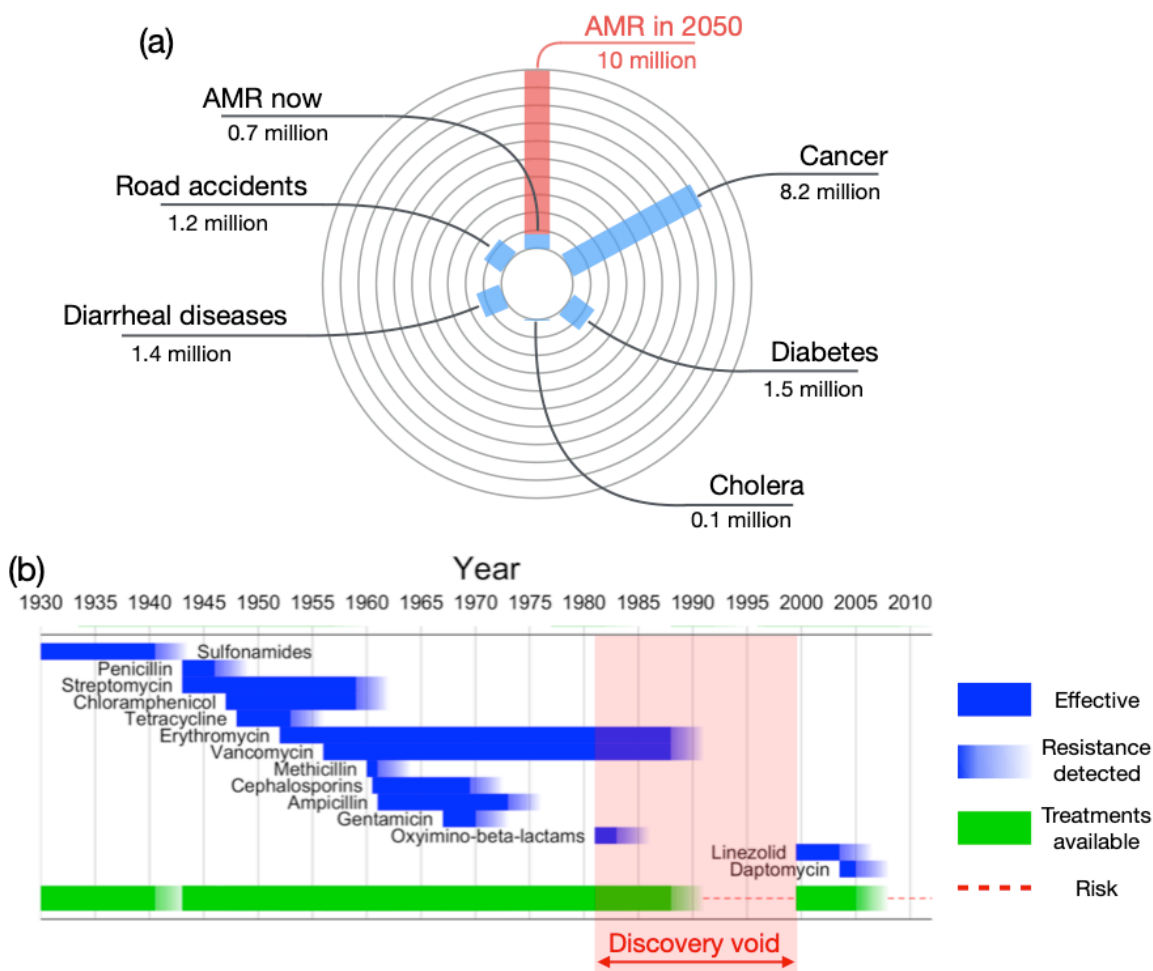 (a)
AMR in 2050
10 million
AMR now
0.7 million
Cancer
8.2 million
Road accidents
1.2 million
Diarrheal diseases
1.4 million
Diabetes
1.5 million
Cholera
0.1 million
(b)
Year
1930 1935 1940 1945 1950 1955 1960 1965 1970 1975 1980 1985 1990 1995 2000 2005 2010
Sulfonamides
Penicillin
Streptomycin
Chloramphenicol
Tetracycline
Erythromycin
Vancomycin
Methicillin
Cephalosporins
Ampicillin
Gentamicin
Oxyimino-beta-lactams
Linezolid
Daptomycin
Discovery void
Effective
Resistance
detected
Treatments
available
Risk